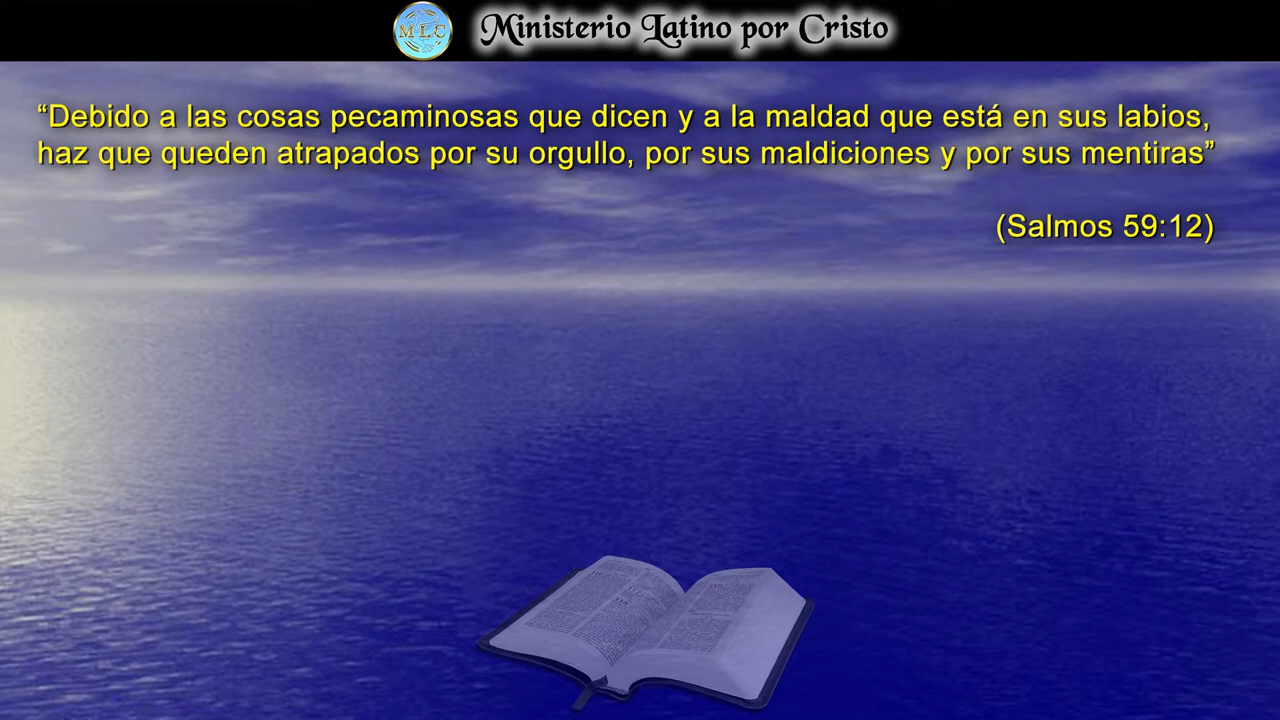 MLC
Ministerio Latino por Cristo
“Debido a las cosas pecaminosas que dicen y a la maldad que está en sus labios,
haz que queden atrapados por su orgullo, por sus maldiciones y por sus mentiras”
(Salmos 59:12)